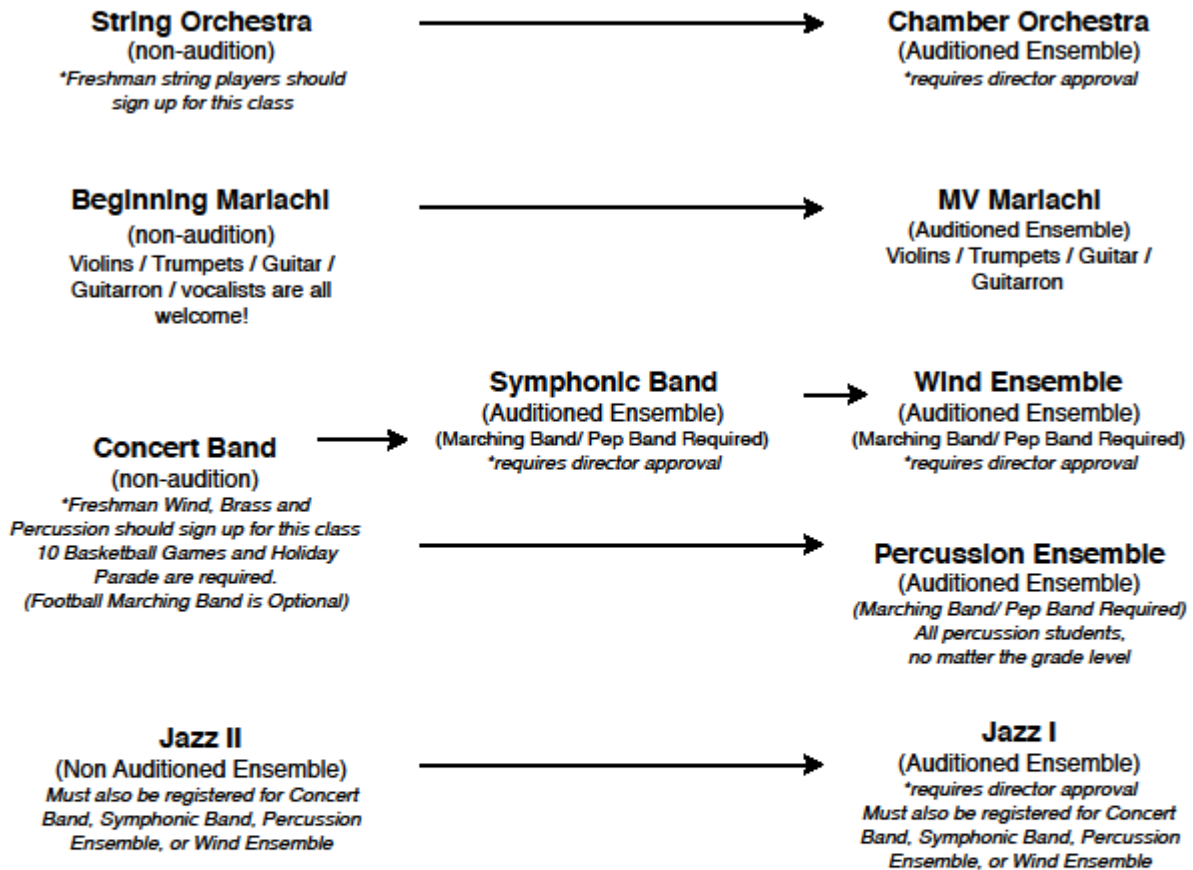 String Orchestra
(non-audition)
*Freshman string players should
sign up for this class
Chamber Orchestra
(Auditioned Ensemble)
*requires director approval
Beginning Mariachi
(non-audition)
Violins / Trumpets / Guitar /
Guitarron / vocalists are all
welcome!
MV Mariachi
(Auditioned Ensemble)
Violins / Trumpets / Guitar /
Guitarron
Concert Band
(non-audition)
*Freshman Wind, Brass and
Percussion should sign up for this class
10 Basketball Games and Holiday
Parade are required.
(Football Marching Band is Optional)
Symphonic Band
(Auditioned Ensemble)
(Marching Band/ Pep Band Required)
*requires director approval
Wind Ensemble
(Auditioned Ensemble)
(Marching Band/ Pep Band Required)
*requires director approval
Percussion Ensemble
(Auditioned Ensemble)
(Marching Band/ Pep Band Required)
All percussion students,
no matter the grade level
Jazz II
(Non Auditioned Ensemble)
Must also be registered for Concert
Band, Symphonic Band, Percussion
Ensemble, or Wind Ensemble
Jazz I
(Auditioned Ensemble)
*requires director approval
Must also be registered for Concert
Band, Symphonic Band, Percussion
Ensemble, or Wind Ensemble